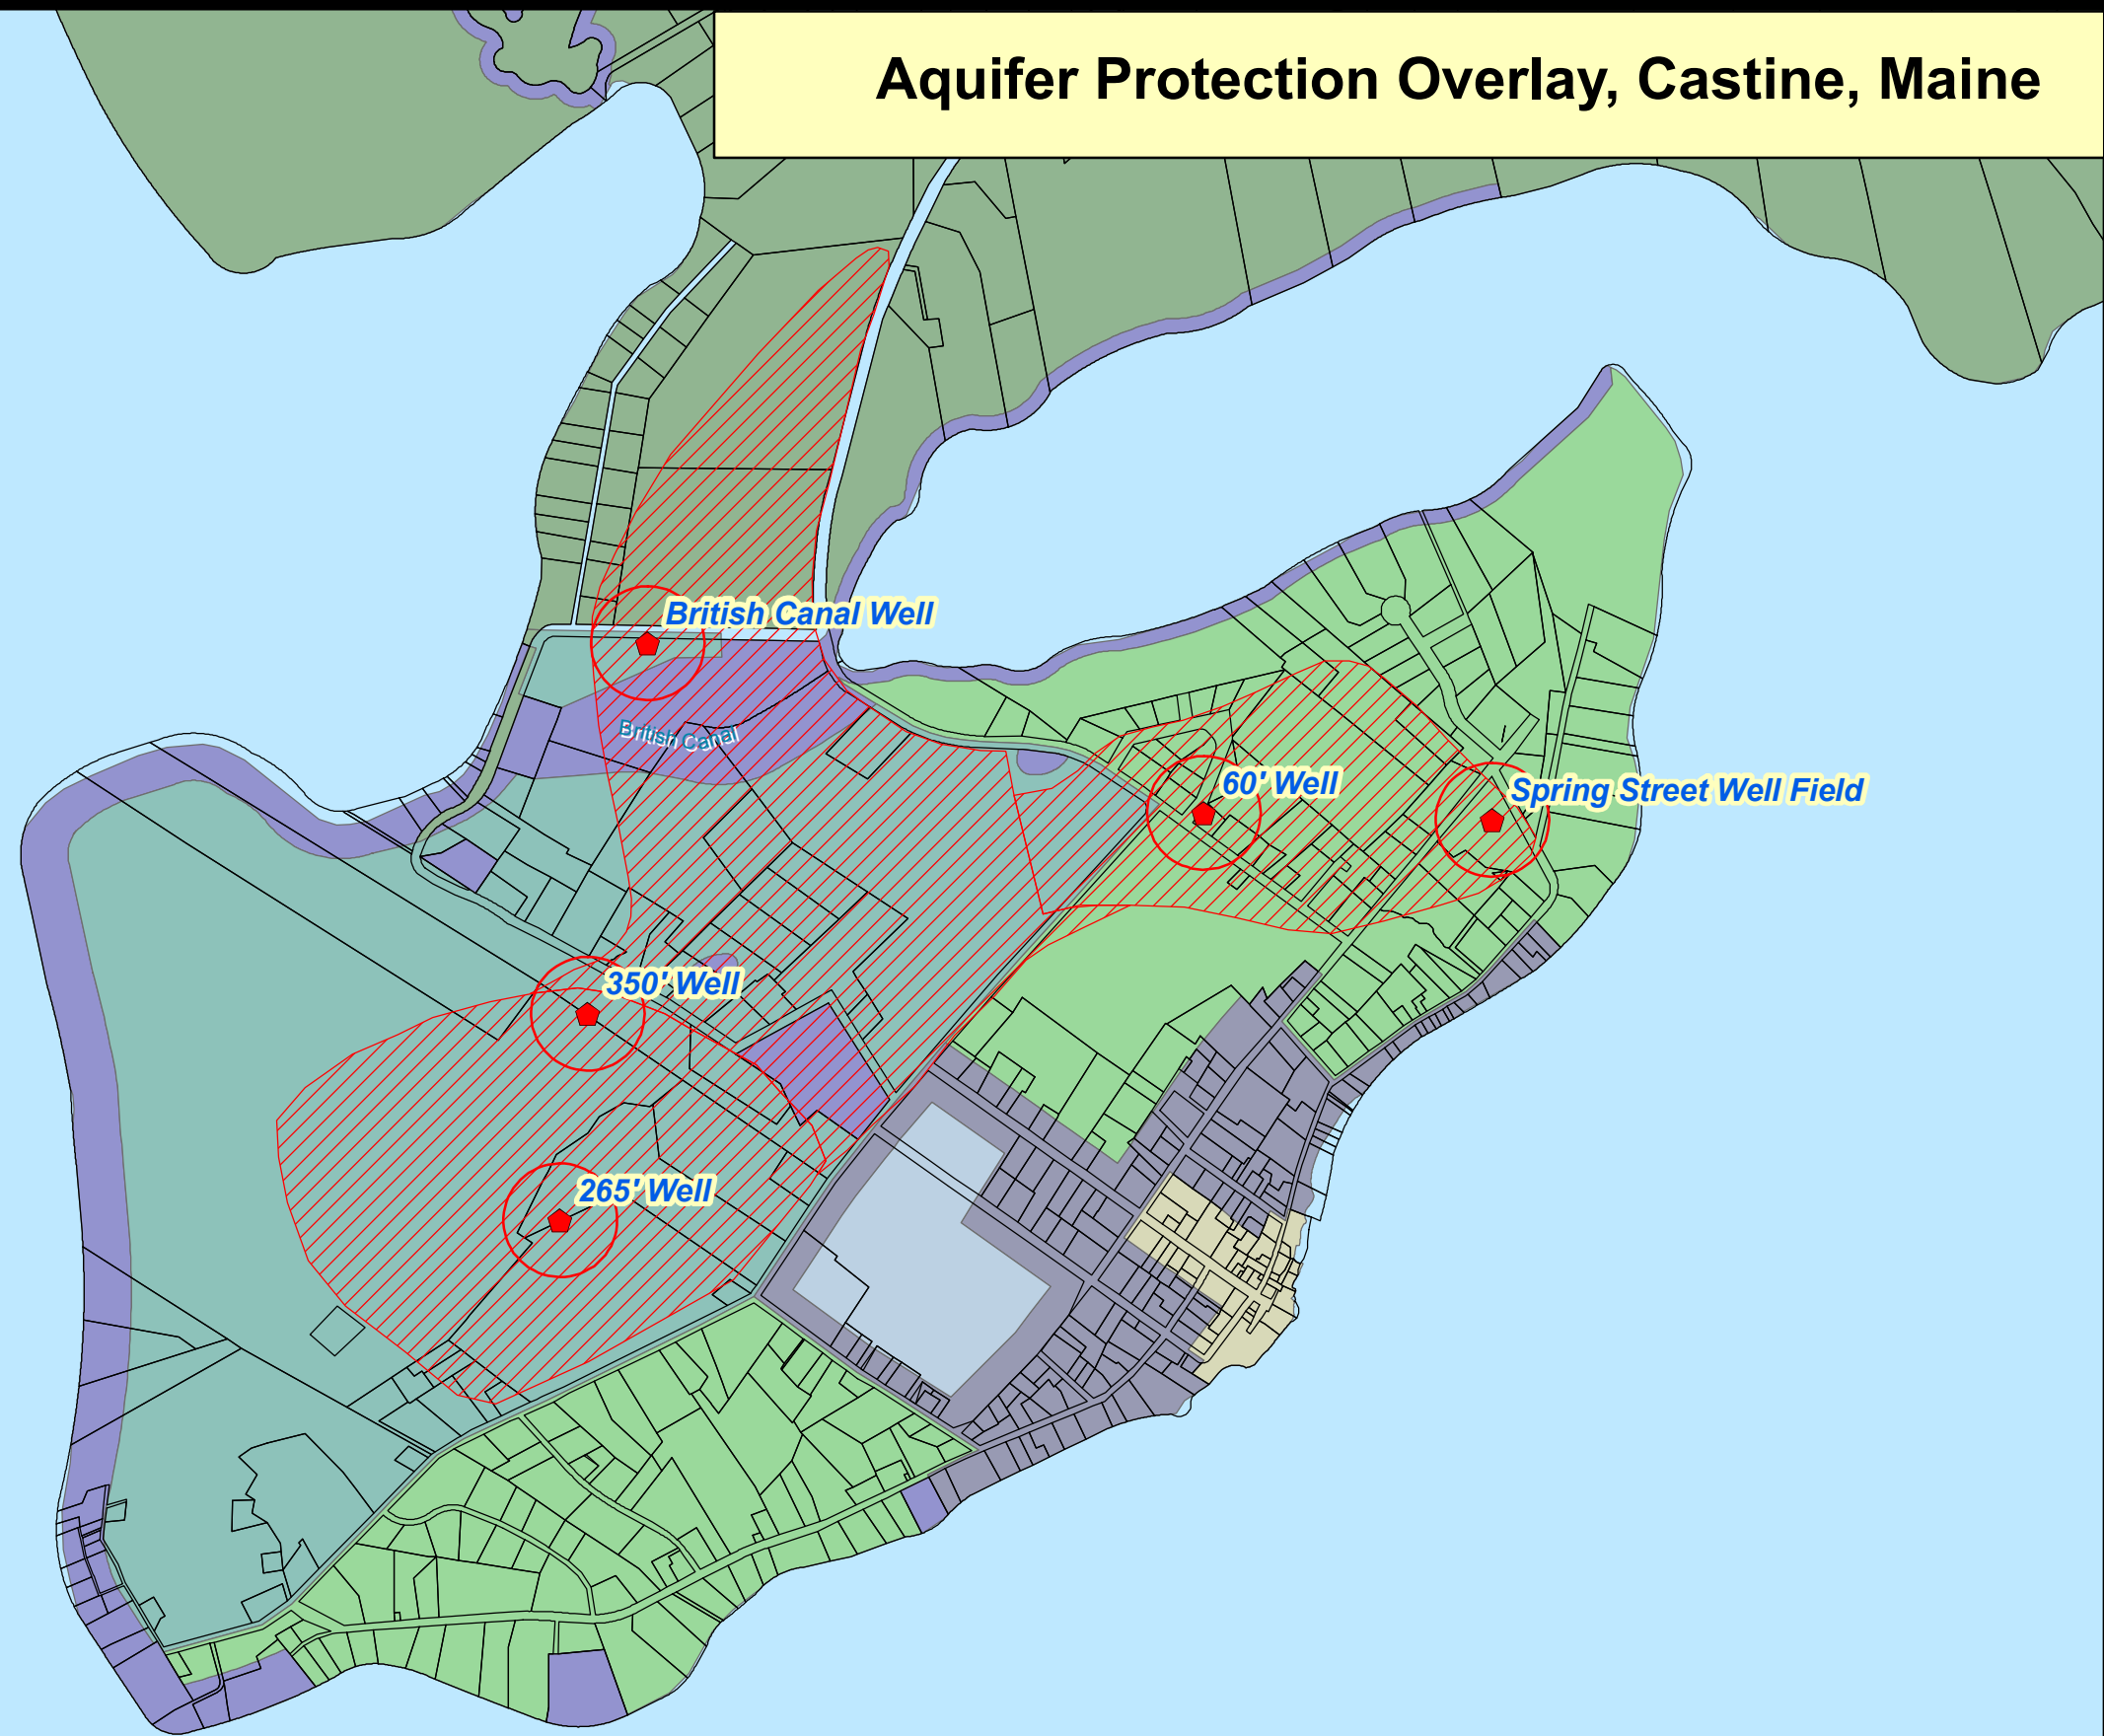 Aquifer Protection Overlay, Castine, Maine
British Canal Well
British Canal
60' Well
Spring Street Well Field
350' Well
265' Well